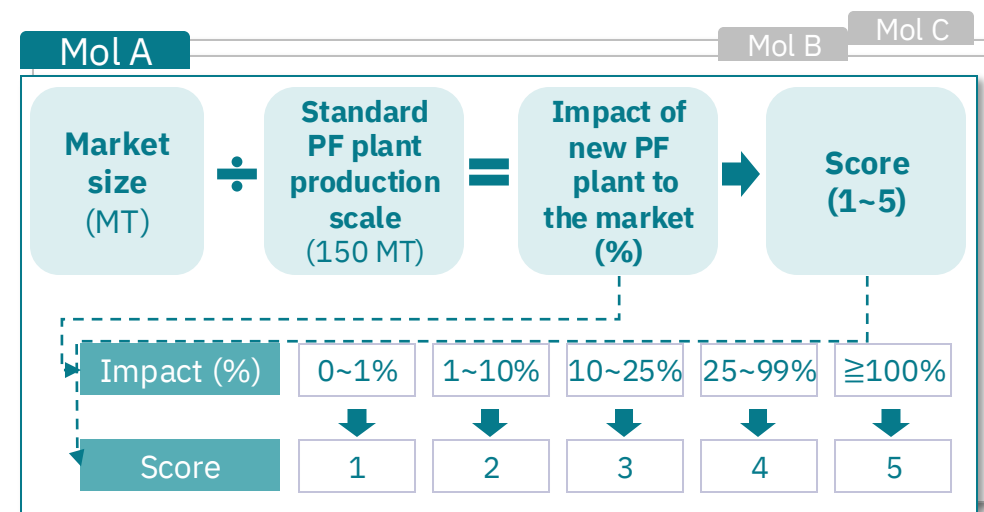 Mol A
Mol B
Mol C
Market
size
(MT)
÷
Standard
PF plant
production
scale
(150 MT)
=
Impact of
new PF
plant to
the market
(%)
Score
(1~5)
Impact (%)
0~1%
1~10%
10~25%
25~99%
≧100%
Score
1
2
3
4
5